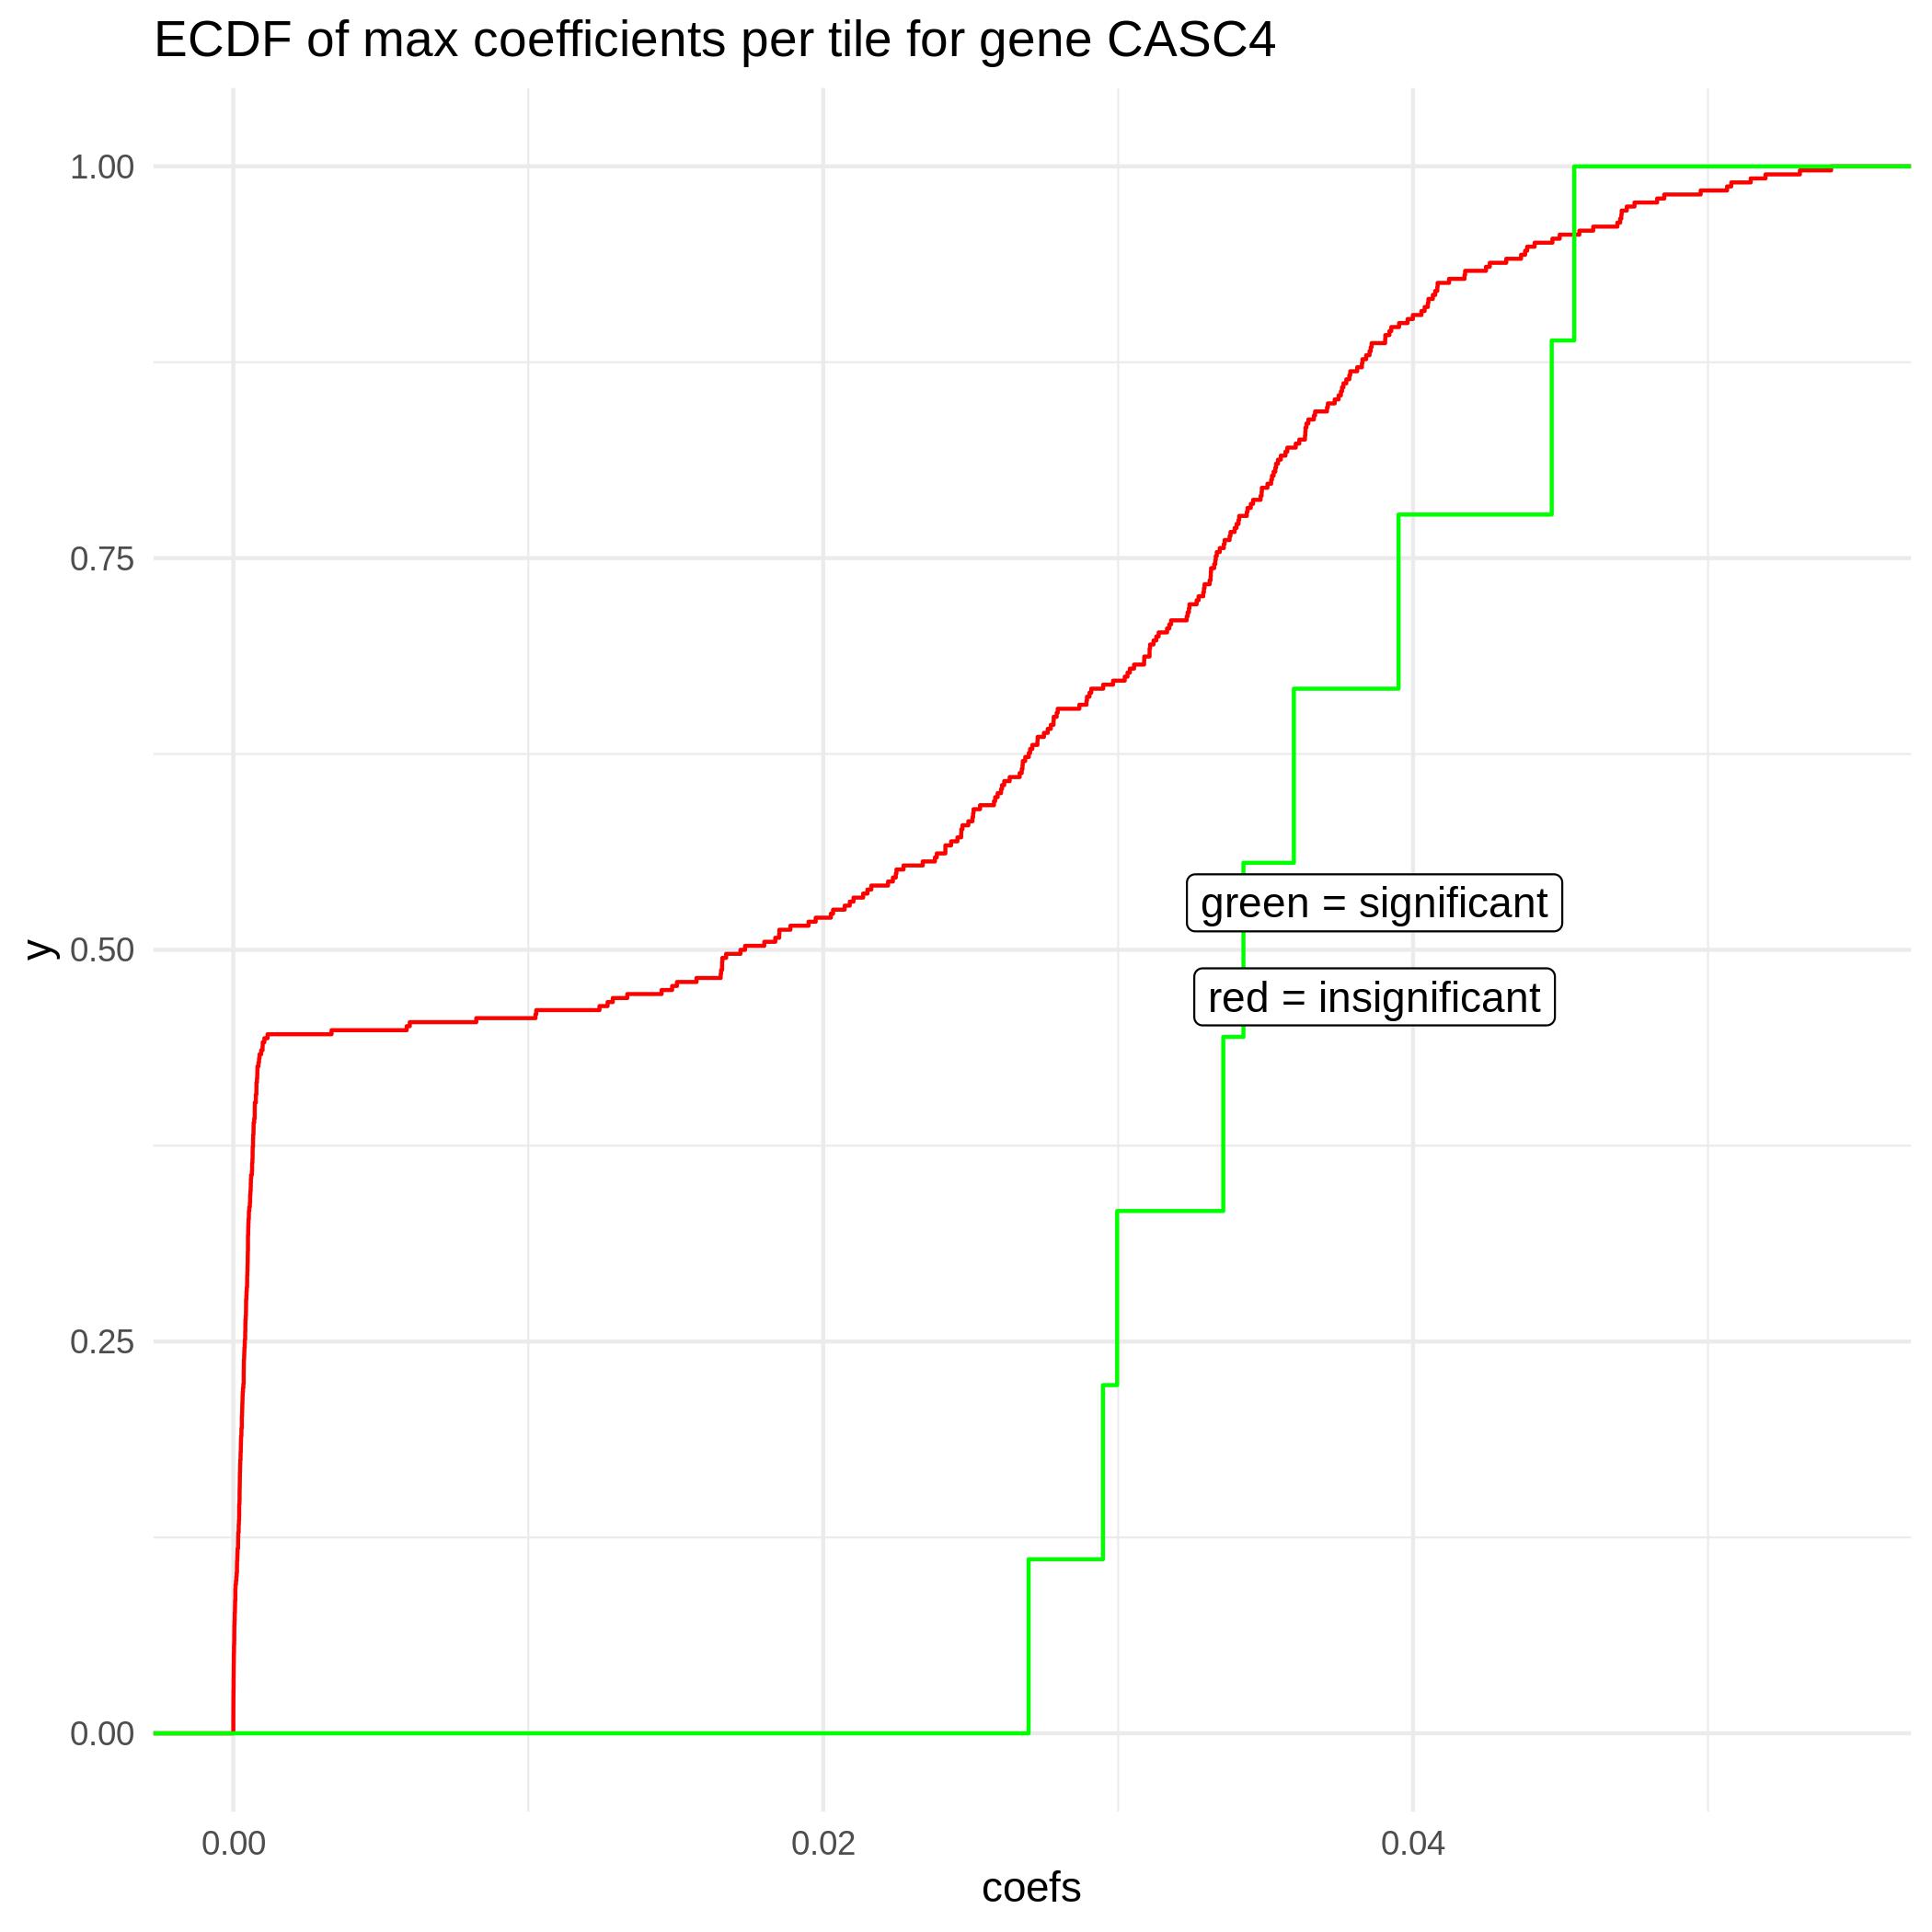 ECDF of max coefficients per tile for gene CASC4
1.00
0.75
0.50
0.25
0.00
y
green = significant
red = insignificant
0.00
0.02
0.04
coefs